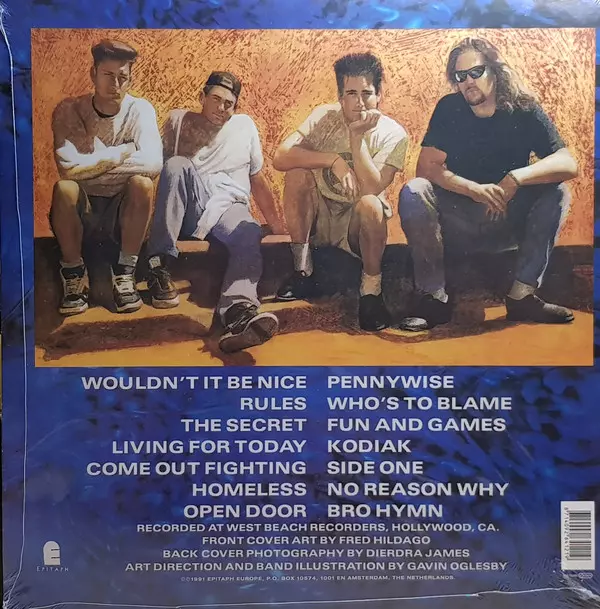 WOULDN'T IT BE NICE PENNYWISE
RULES WHO'S TO BLAME
THE SECRET FUN AND GAMES
LIVING FOR TODAY KODIAK
COME OUT FIGHTING SIDE ONE
HOMELESS NO REASON WHY
OPEN DOOR BRO HYMN
RECORDED AT WEST BEACH RECORDERS, HOLLYWOOD, CA.
FRONT COVER ART BY FRED HILDAGO
BACK COVER PHOTOGRAPHY BY DIERDRA JAMES
ART DIRECTION AND BAND ILLUSTRATION BY GAVIN OGLESBY
©1991 EPITAPH EUROPE, P.O. BOX 10574, 1001 EN AMSTERDAM, THE NETHERLANDS.
E
EPITAPH